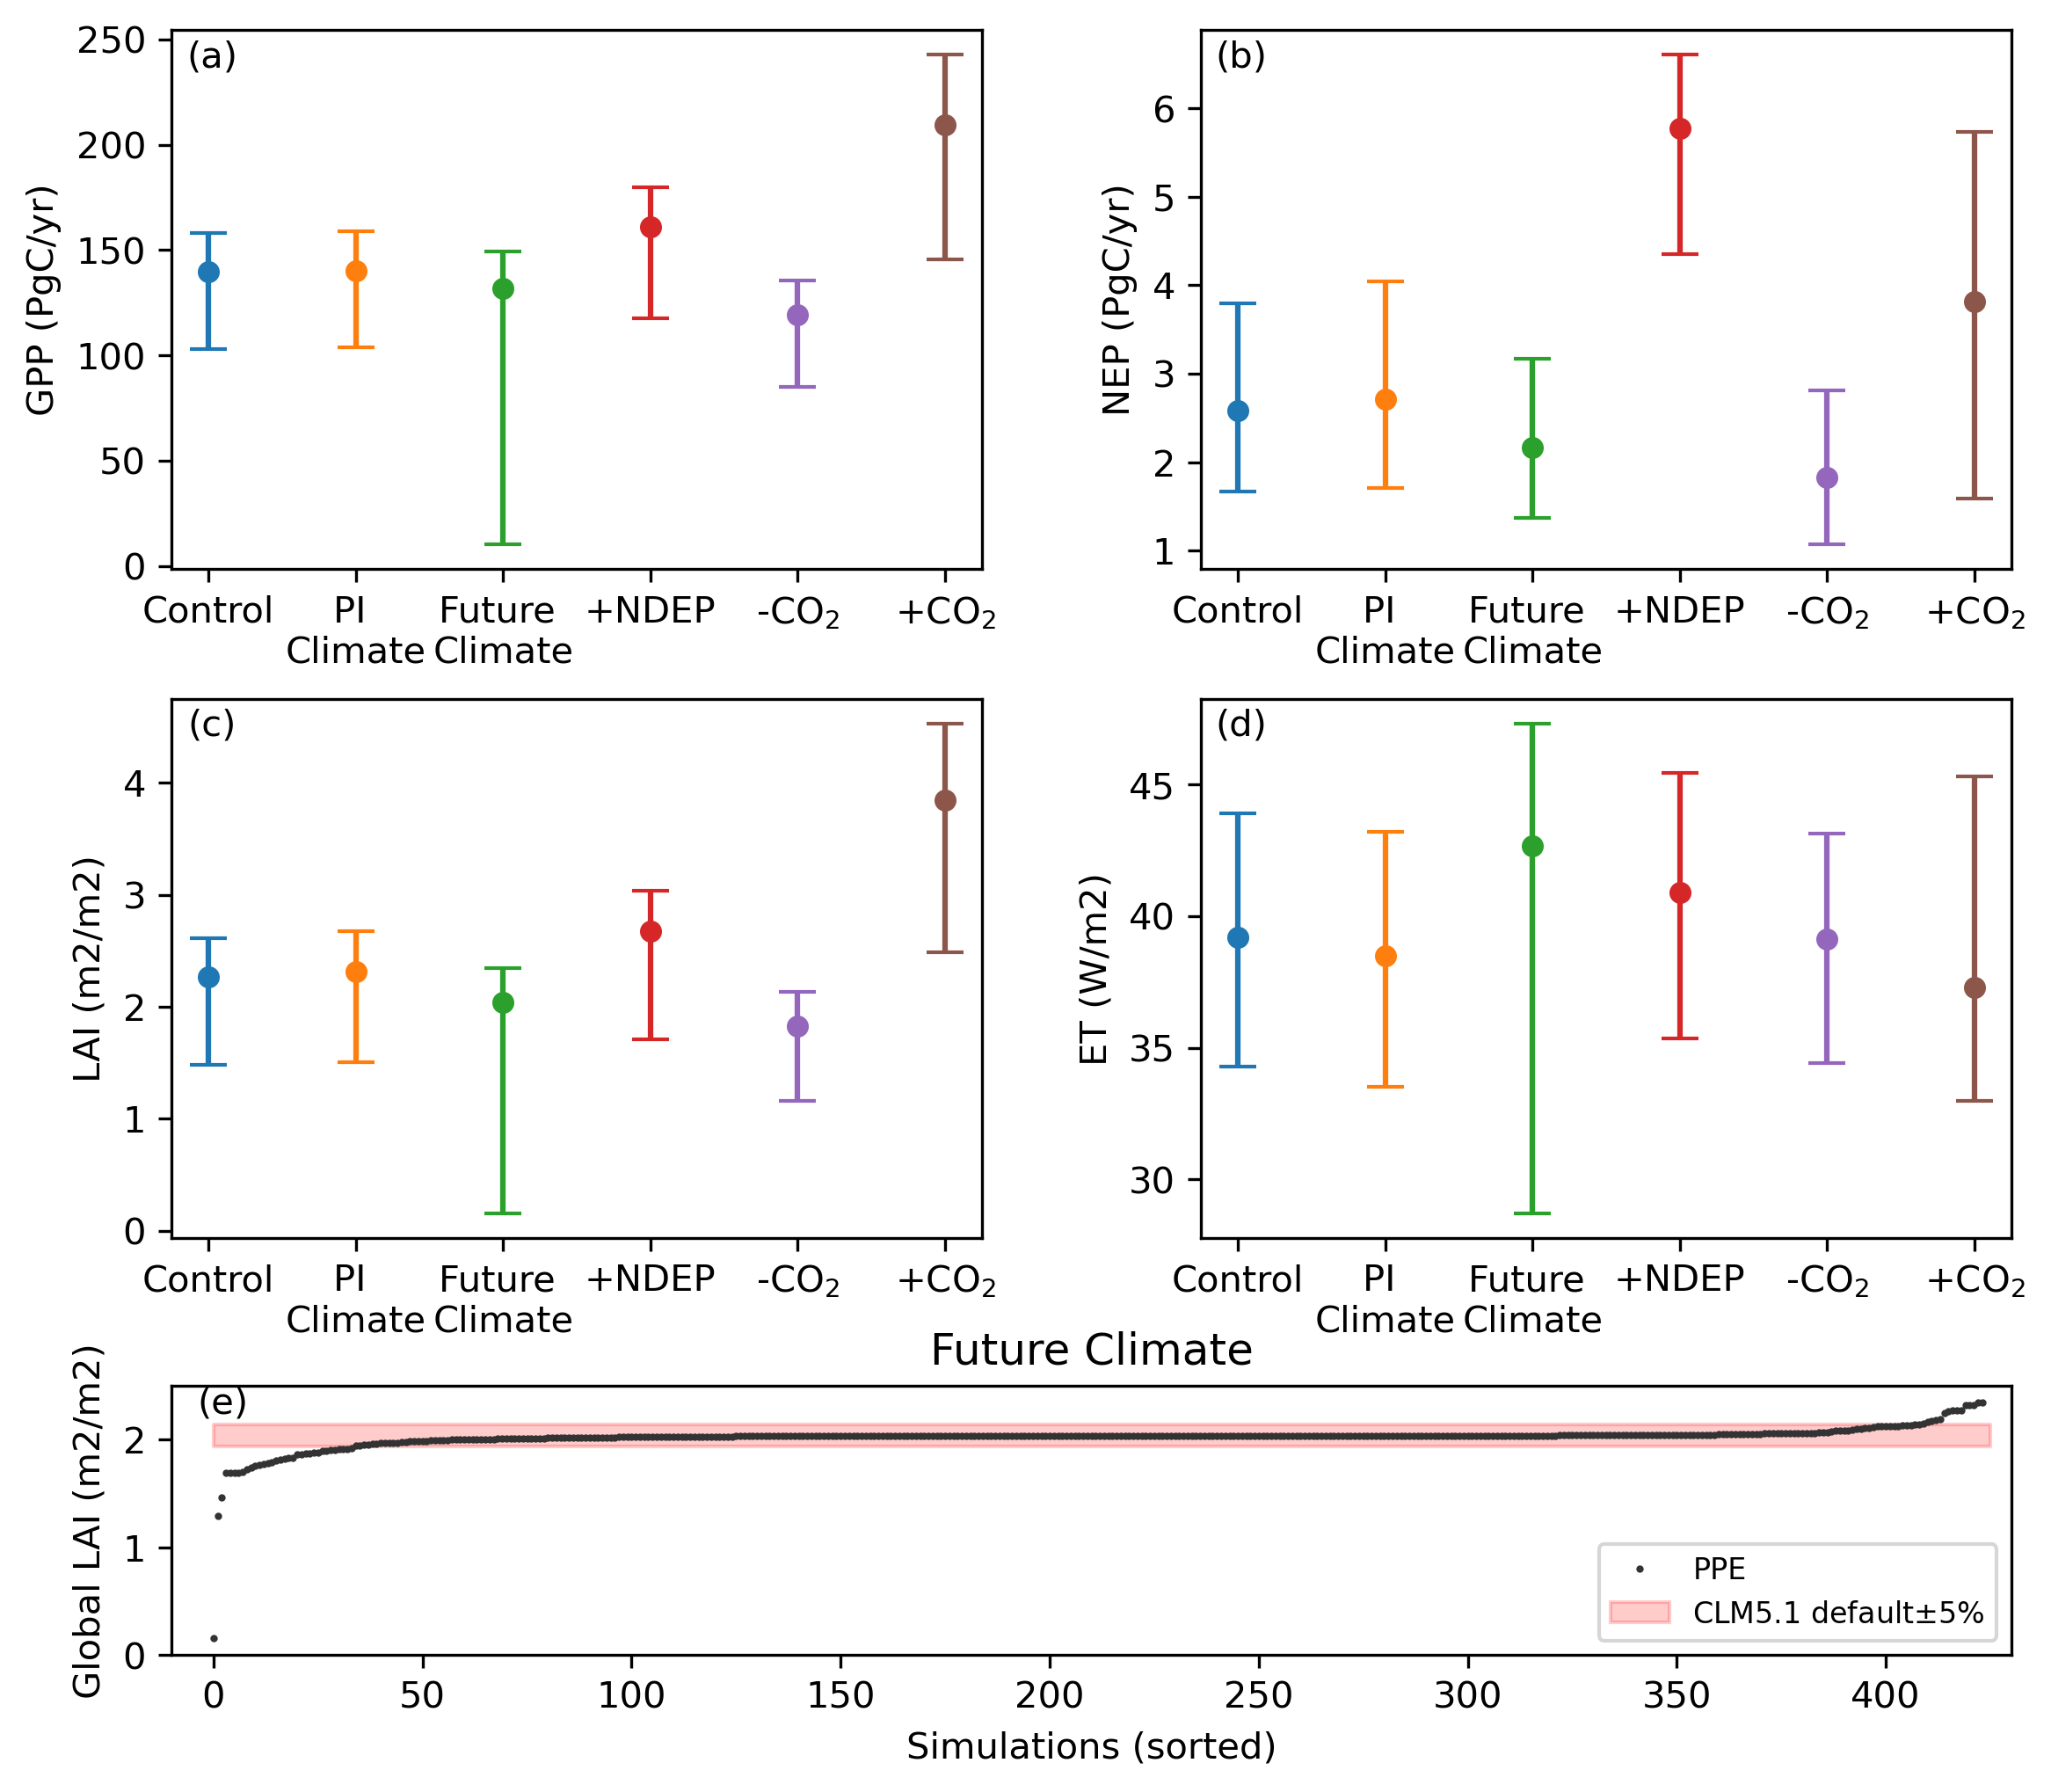 (a)
GPP (PgC/yr)
250
200
150
100
50
0
Control PI Future +NDEP -CO₂ +CO₂
Climate Climate
(b)
NEP (PgC/yr)
6
5
4
3
2
1
Control PI Future +NDEP -CO₂ +CO₂
Climate Climate
(c)
LAI (m2/m2)
4
3
2
1
0
Control PI Future +NDEP -CO₂ +CO₂
Climate Climate
(d)
ET (W/m2)
45
40
35
30
Control PI Future +NDEP -CO₂ +CO₂
Climate Climate
Future Climate
(e)
Global LAI (m2/m2)
2
1
0
PPE
CLM5.1 default±5%
0 50 100 150 200 250 300 350 400
Simulations (sorted)